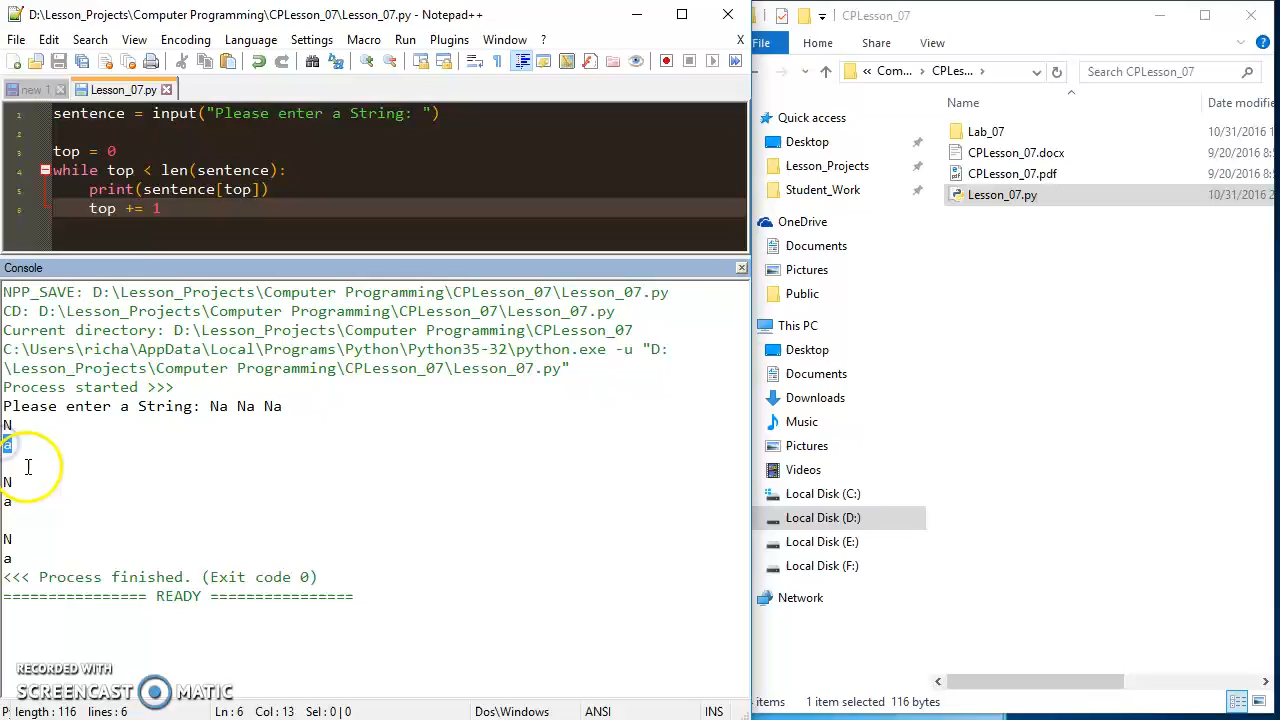 D:\Lesson_Projects\Computer Programming\CPLesson_07\Lesson_07.py - Notepad++
File Edit Search View Encoding Language Settings Macro Run Plugins Window ? X
new 1 Lesson_07.py
1 sentence = input("Please enter a String: ")
2
3 top = 0
4 while top < len(sentence):
5 print(sentence[top])
6 top += 1
Console
NPP_SAVE: D:\Lesson_Projects\Computer Programming\CPLesson_07\Lesson_07.py
CD: D:\Lesson_Projects\Computer Programming\CPLesson_07
Current directory: D:\Lesson_Projects\Computer Programming\CPLesson_07
C:\Users\richa\AppData\Local\Programs\Python\Python35-32\python.exe -u "D:
\Lesson_Projects\Computer Programming\CPLesson_07\Lesson_07.py"
Process started >>>
Please enter a String: Na Na Na
N
a
N
a
N
a
<<< Process finished. (Exit code 0)
================ READY ================
RECORDED WITH
SCREENCAST MATIC
P: length : 116 lines : 6 Ln : 6 Col : 13 Sel : 0 | 0 Dos\Windows ANSI INS
CPLesson_07
File Home Share View
« Com... > CPLes... > Search CPLesson_07
Name Date modifie
Quick access
Desktop
Lesson_Projects
Student_Work
OneDrive
Documents
Pictures
Public
This PC
Desktop
Documents
Downloads
Music
Pictures
Videos
Local Disk (C:)
Local Disk (D:)
Local Disk (E:)
Local Disk (F:)
Network
Lab_07 10/31/2016
CPLesson_07.docx 9/20/2016 8:
CPLesson_07.pdf 9/20/2016 8:
Lesson_07.py 10/31/2016
items 1 item selected 116 bytes